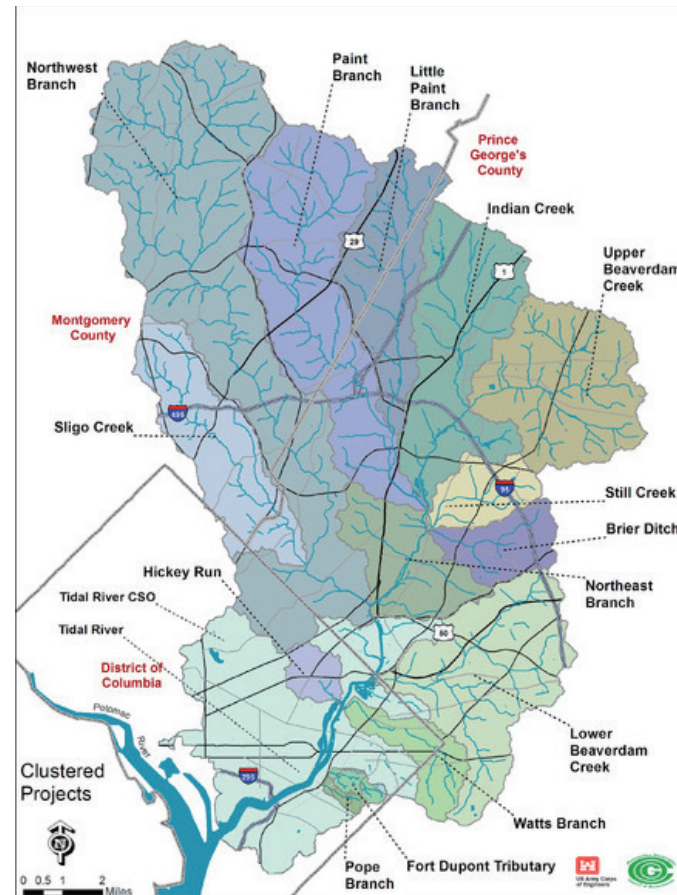 Northwest
Branch
Paint
Branch
Little
Paint
Branch
Prince
George's
County
29
Indian Creek
1
Upper
Beaverdam
Creek
Montgomery
County
495
Sligo Creek
95
Still Creek
Brier Ditch
Hickey Run
Northeast
Branch
Tidal River CSO
50
Tidal River
District of
Columbia
Potomac
River
Lower
Beaverdam
Creek
Clustered
Projects
295
Watts Branch
N
Fort Dupont Tributary
Pope
Branch
US Army Corps
of Engineers
0 0.5 1 2
Miles